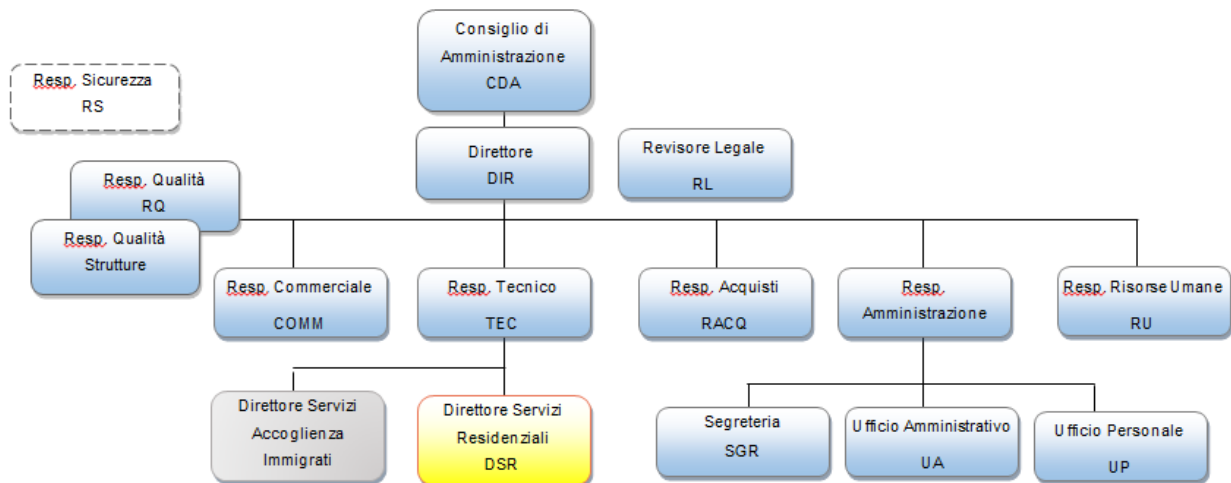 Consiglio di
Amministrazione
CDA
Resp. Sicurezza
RS
Direttore
DIR
Revisore Legale
RL
Resp. Qualità
RQ
Resp. Qualità
Strutture
Resp. Commerciale
COMM
Resp. Tecnico
TEC
Resp. Acquisti
RACQ
Resp.
Amministrazione
Resp. Risorse Umane
RU
Direttore Servizi
Accoglienza
Immigrati
Direttore Servizi
Residenziali
DSR
Segreteria
SGR
Ufficio Amministrativo
UA
Ufficio Personale
UP